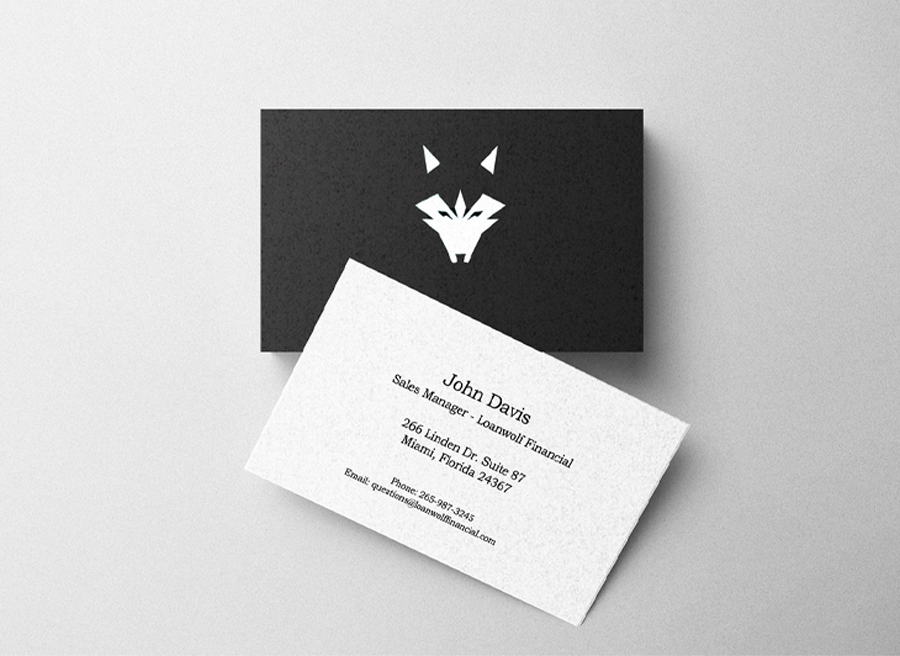 John Davis
Sales Manager - Loanwolf Financial
266 Linden Dr. Suite 87
Miami, Florida 24367
Phone: 265-987-3245
Email: questions@loanwolffinancial.com